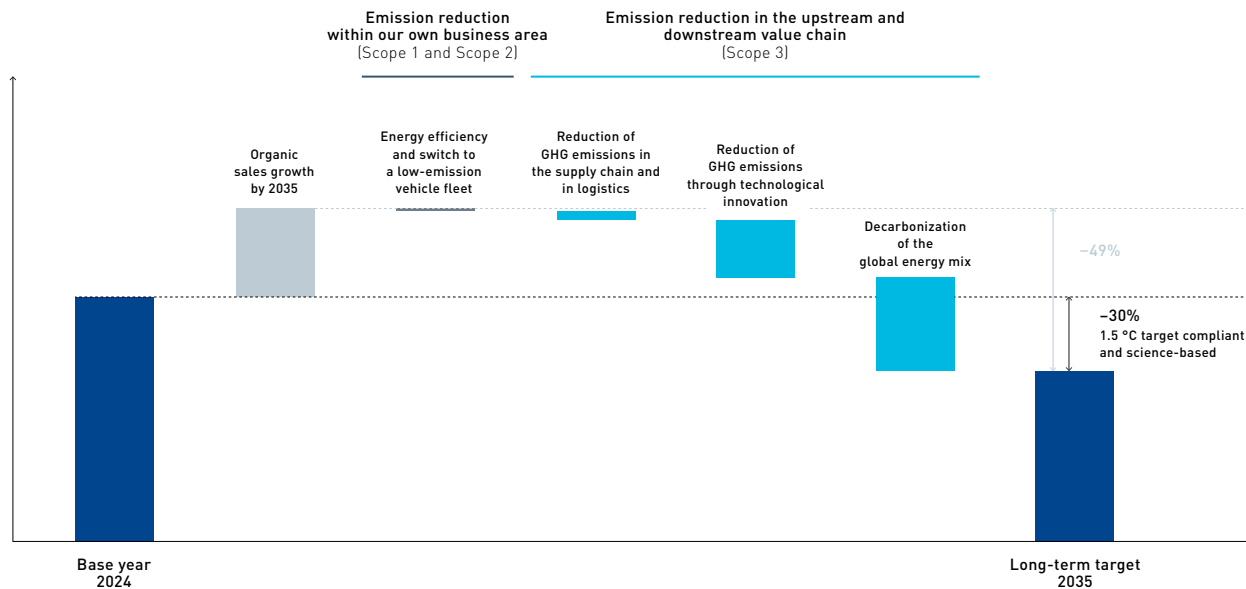 Emission reduction
within our own business area
(Scope 1 and Scope 2)
Emission reduction in the upstream and
downstream value chain
(Scope 3)
Organic
sales growth
by 2035
Energy efficiency
and switch to
a low-emission
vehicle fleet
Reduction of
GHG emissions in
the supply chain and
in logistics
Reduction of
GHG emissions
through technological
innovation
Decarbonization
of the
global energy mix
–49%
–30%
1.5 °C target compliant
and science-based
Base year
2024
Long-term target
2035